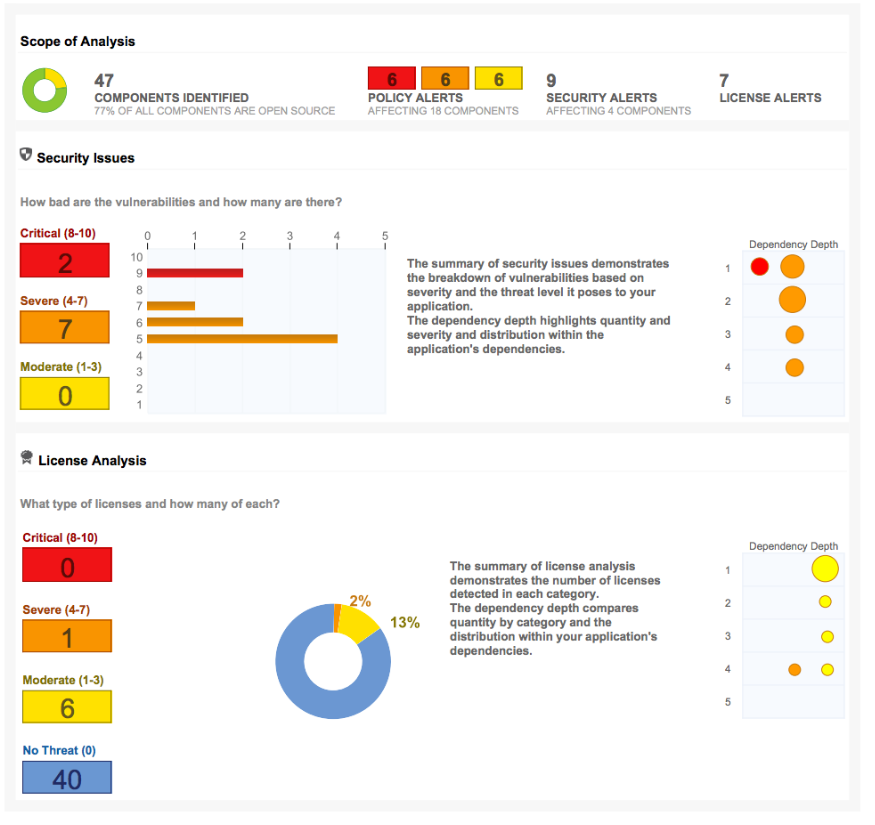 Scope of Analysis
47
COMPONENTS IDENTIFIED
77% OF ALL COMPONENTS ARE OPEN SOURCE
6 6 6
POLICY ALERTS
AFFECTING 18 COMPONENTS
9
SECURITY ALERTS
AFFECTING 4 COMPONENTS
7
LICENSE ALERTS
Security Issues
How bad are the vulnerabilities and how many are there?
Critical (8-10)
2
Severe (4-7)
7
Moderate (1-3)
0
0 1 2 3 4 5
10
9
8
7
6
5
4
3
2
1
The summary of security issues demonstrates
the breakdown of vulnerabilities based on
severity and the threat level it poses to your
application.
The dependency depth highlights quantity and
severity and distribution within the
application's dependencies.
Dependency Depth
1
2
3
4
5
License Analysis
What type of licenses and how many of each?
Critical (8-10)
0
Severe (4-7)
1
Moderate (1-3)
6
No Threat (0)
40
2%
13%
The summary of license analysis
demonstrates the number of licenses
detected in each category.
The dependency depth compares
quantity by category and the
distribution within your application's
dependencies.
Dependency Depth
1
2
3
4
5